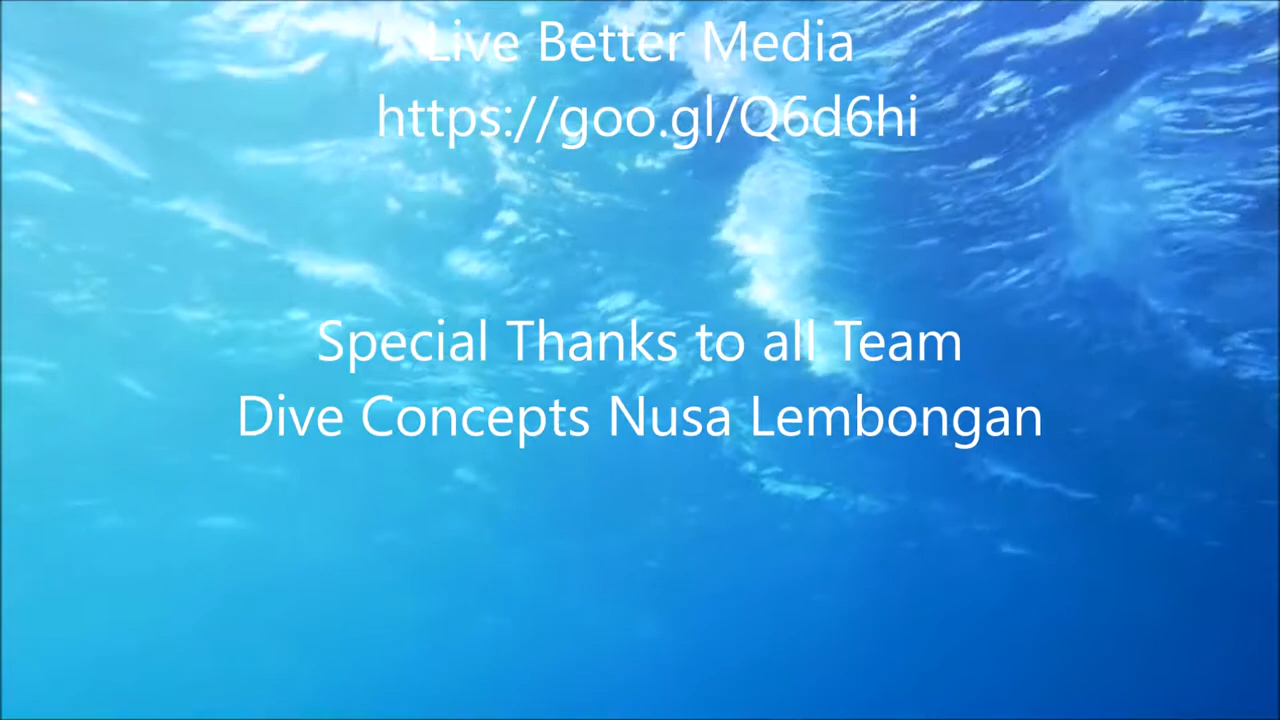 Live Better Media
https://goo.gl/Q6d6hi
Special Thanks to all Team
Dive Concepts Nusa Lembongan